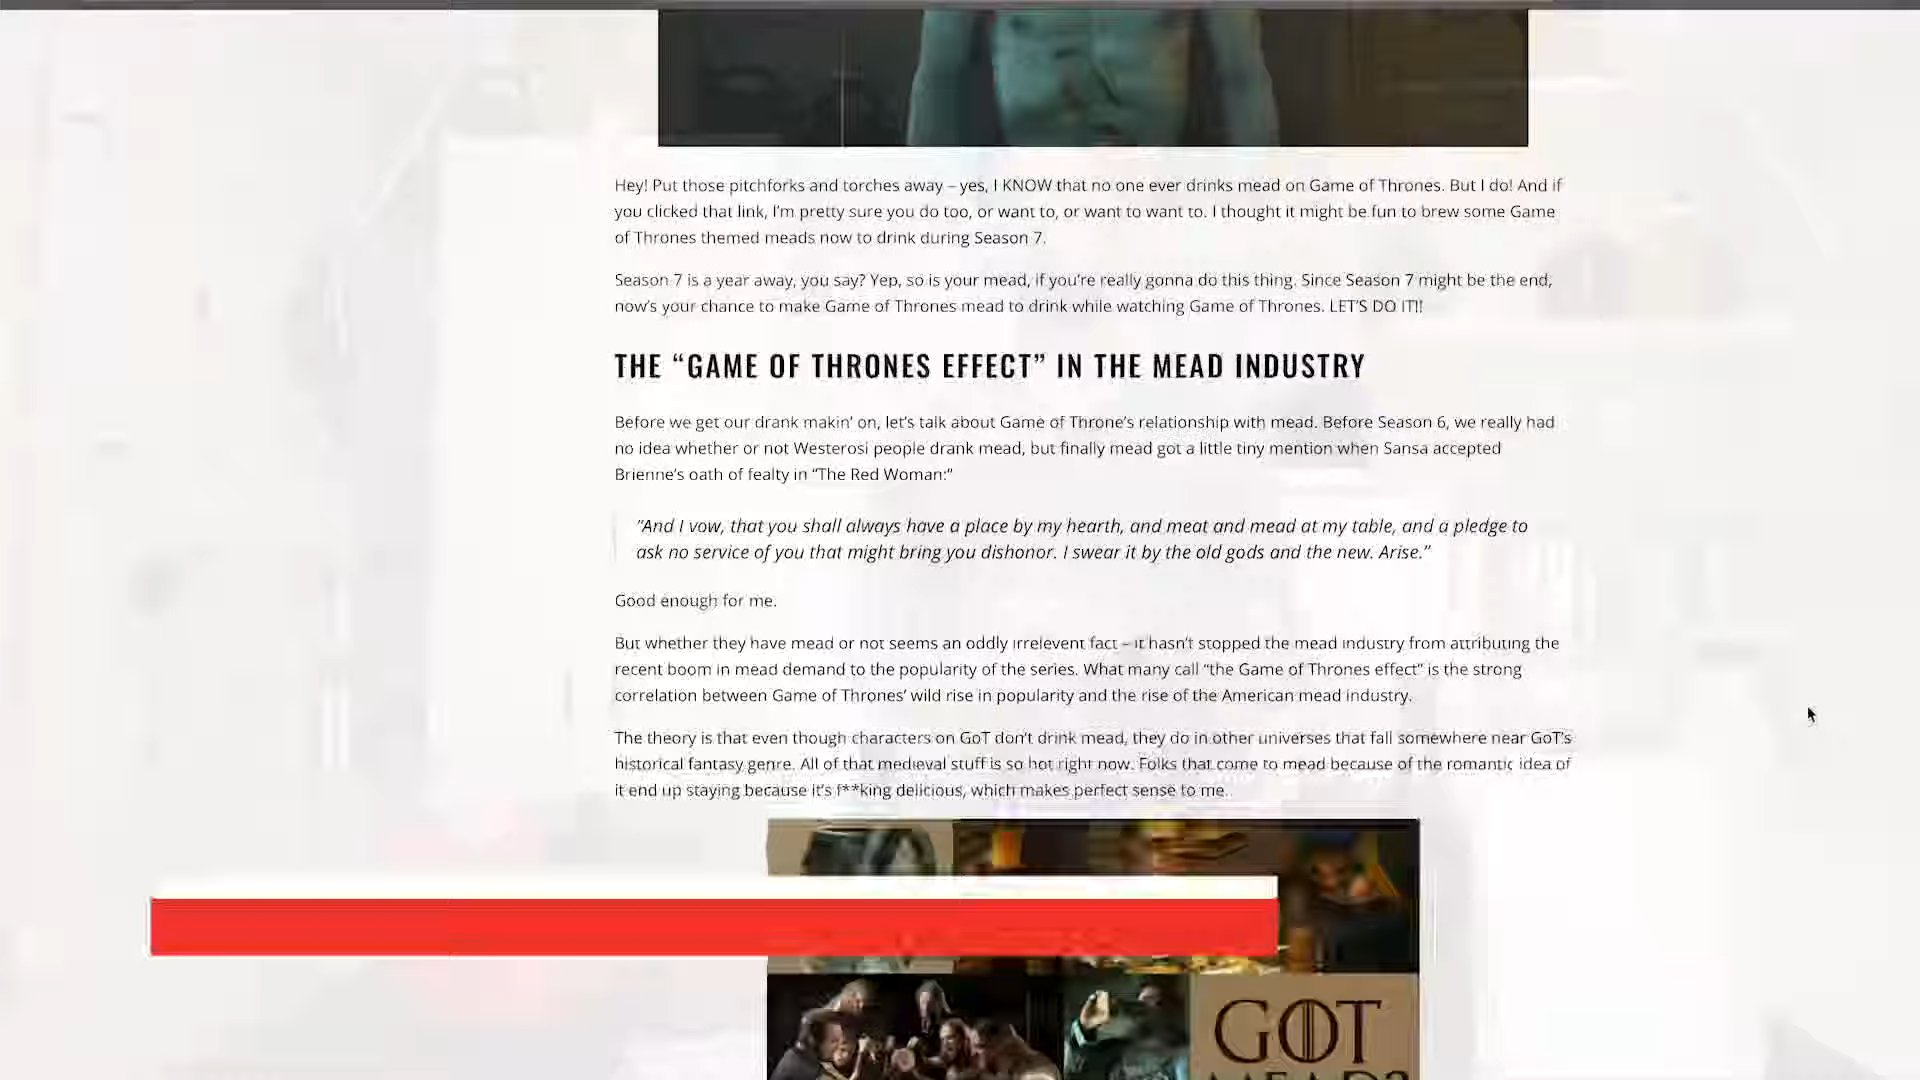 Hey! Put those pitchforks and torches away – yes, I KNOW that no one ever drinks mead on Game of Thrones. But I do! And if
you clicked that link, I'm pretty sure you do too, or want to, or want to want to. I thought it might be fun to brew some Game
of Thrones themed meads now to drink during Season 7.
Season 7 is a year away, you say? Yep, so is your mead, if you're really gonna do this thing. Since Season 7 might be the end,
now's your chance to make Game of Thrones mead to drink while watching Game of Thrones. LET'S DO IT!!
THE “GAME OF THRONES EFFECT” IN THE MEAD INDUSTRY
Before we get our drank makin' on, let's talk about Game of Throne's relationship with mead. Before Season 6, we really had
no idea whether or not Westerosi people drank mead, but finally mead got a little tiny mention when Sansa accepted
Brienne's oath of fealty in “The Red Woman:”
“And I vow, that you shall always have a place by my hearth, and meat and mead at my table, and a pledge to
ask no service of you that might bring you dishonor. I swear it by the old gods and the new. Arise.”
Good enough for me.
But whether they have mead or not seems an oddly irrelevent fact – it hasn't stopped the mead industry from attributing the
recent boom in mead demand to the popularity of the series. What many call “the Game of Thrones effect” is the strong
correlation between Game of Thrones' wild rise in popularity and the rise of the American mead industry.
The theory is that even though characters on GoT don't drink mead, they do in other universes that fall somewhere near GoT's
historical fantasy genre. All of that medieval stuff is so hot right now. Folks that come to mead because of the romantic idea of
it end up staying because it's f**king delicious, which makes perfect sense to me.
GOT
MEAD?